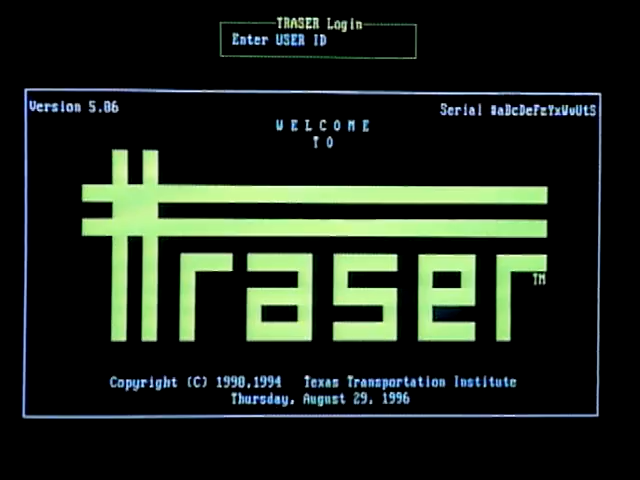 TRASER Login
Enter USER ID
Version 5.06
Serial #aBcDeFzYxWvUtS
WELCOME
TO
Traser
TM
Copyright (C) 1990,1994 Texas Transportation Institute
Thursday, August 29, 1996